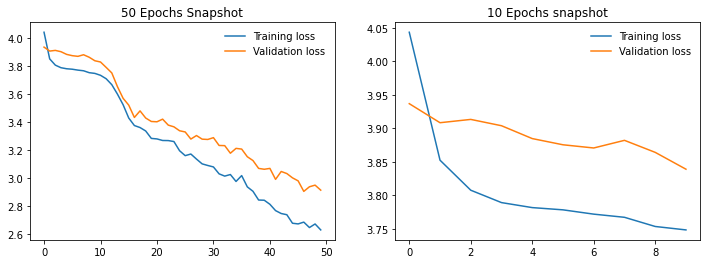 50 Epochs Snapshot
4.0
3.8
3.6
3.4
3.2
3.0
2.8
2.6
0 10 20 30 40 50
Training loss
Validation loss
10 Epochs snapshot
4.05
4.00
3.95
3.90
3.85
3.80
3.75
0 2 4 6 8
Training loss
Validation loss